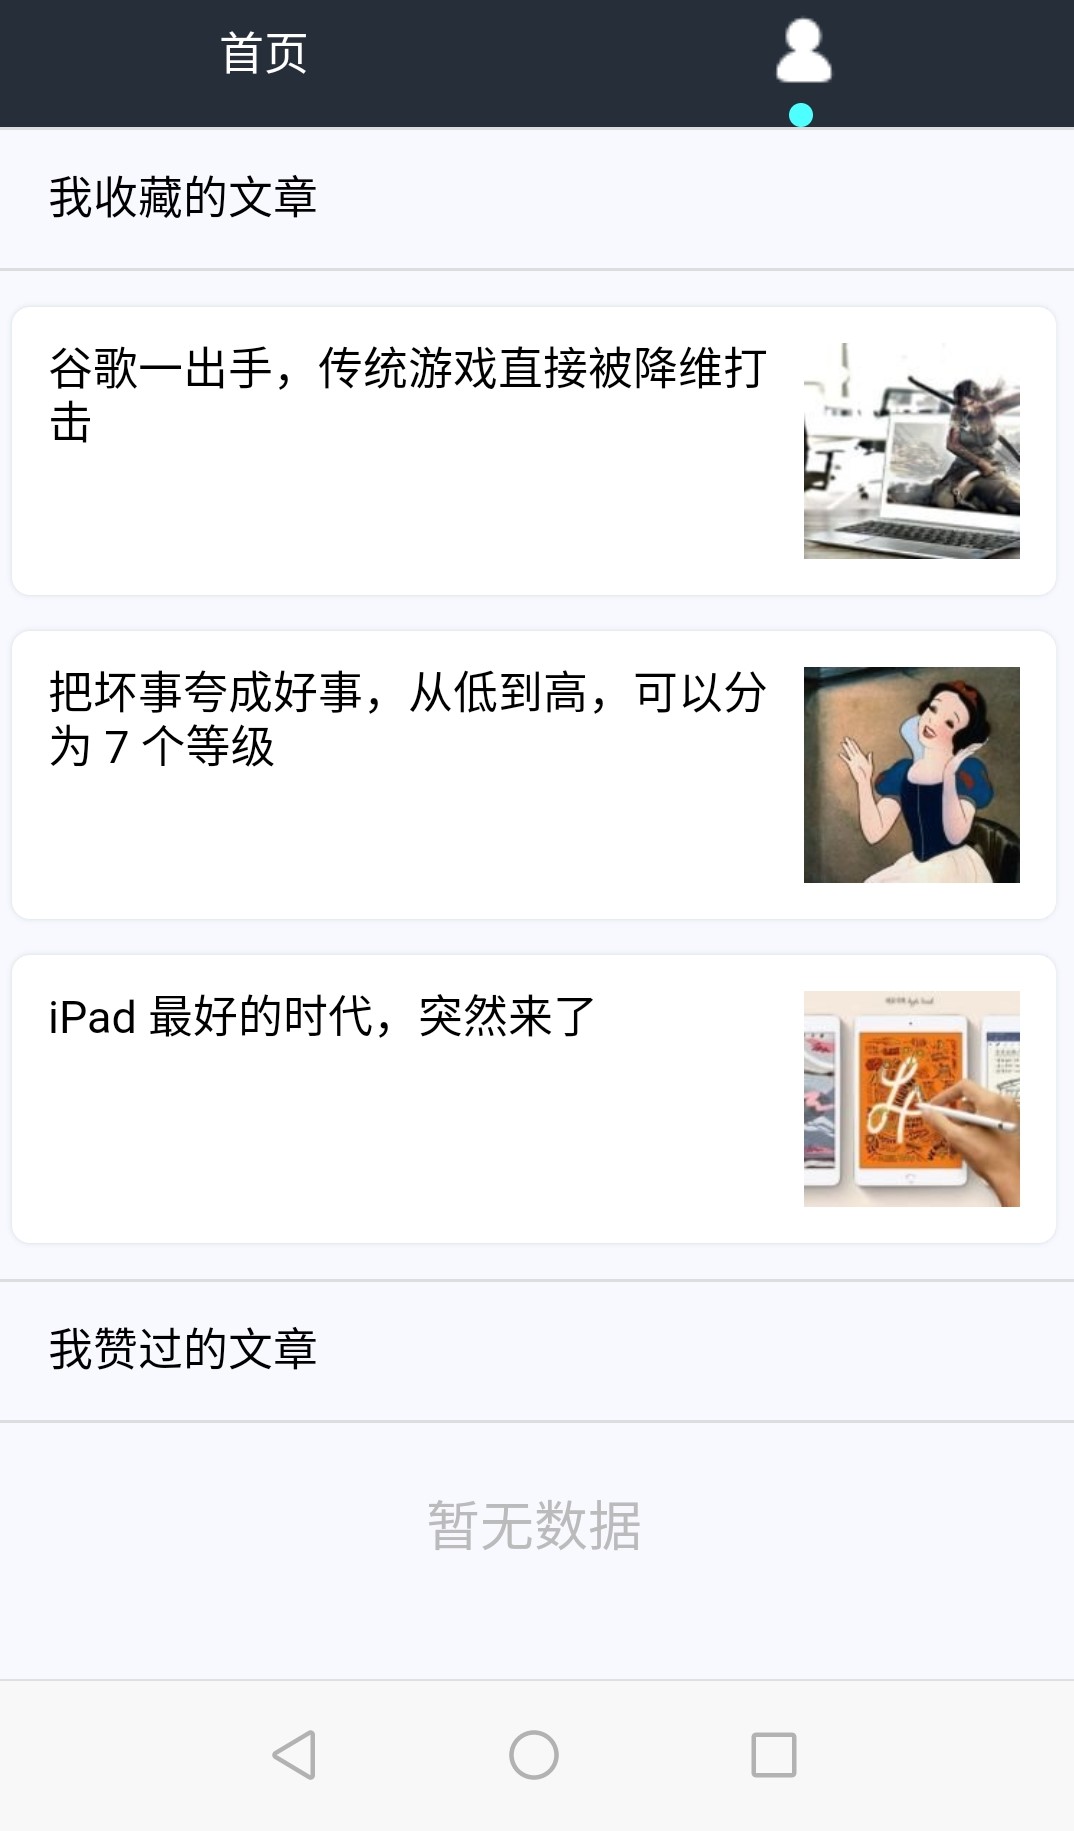 首页
我收藏的文章
谷歌一出手，传统游戏直接被降维打
击
把坏事夸成好事，从低到高，可以分
为 7 个等级
iPad 最好的时代，突然来了
我赞过的文章
暂无数据